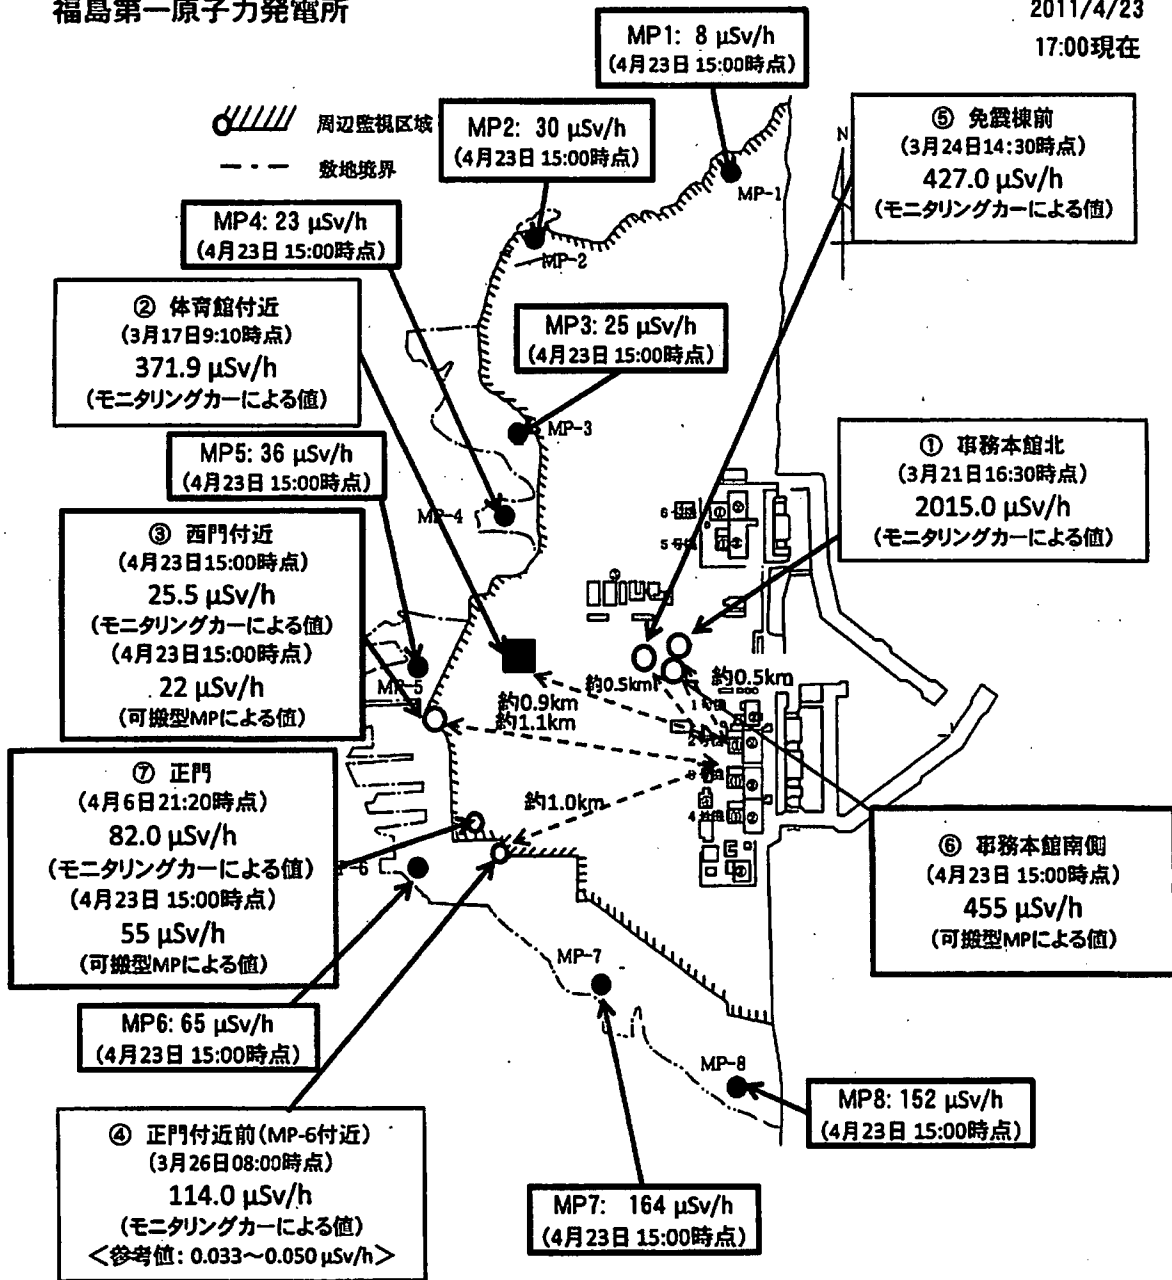 福島第一原子力発電所
2011/4/23
17:00現在
周辺監視区域
敷地境界
N
MP1: 8 μSv/h
(4月23日 15:00時点)
MP-1
MP2: 30 μSv/h
(4月23日 15:00時点)
MP-2
⑤ 免震棟前
(3月24日14:30時点)
427.0 μSv/h
(モニタリングカーによる値)
MP4: 23 μSv/h
(4月23日 15:00時点)
② 体育館付近
(3月17日9:10時点)
371.9 μSv/h
(モニタリングカーによる値)
MP3: 25 μSv/h
(4月23日 15:00時点)
MP-3
① 事務本館北
(3月21日16:30時点)
2015.0 μSv/h
(モニタリングカーによる値)
MP5: 36 μSv/h
(4月23日 15:00時点)
MP-4
③ 西門付近
(4月23日15:00時点)
25.5 μSv/h
(モニタリングカーによる値)
(4月23日15:00時点)
22 μSv/h
(可搬型MPによる値)
MP-5
約0.5km
約0.5km
約0.9km
約1.1km
約1.0km
⑦ 正門
(4月6日21:20時点)
82.0 μSv/h
(モニタリングカーによる値)
(4月23日 15:00時点)
55 μSv/h
(可搬型MPによる値)
P-6
⑥ 事務本館南側
(4月23日 15:00時点)
455 μSv/h
(可搬型MPによる値)
MP-7
MP6: 65 μSv/h
(4月23日 15:00時点)
MP-8
MP8: 152 μSv/h
(4月23日 15:00時点)
④ 正門付近前(MP-6付近)
(3月26日08:00時点)
114.0 μSv/h
(モニタリングカーによる値)
<参考値: 0.033~0.050 μSv/h>
MP7: 164 μSv/h
(4月23日 15:00時点)